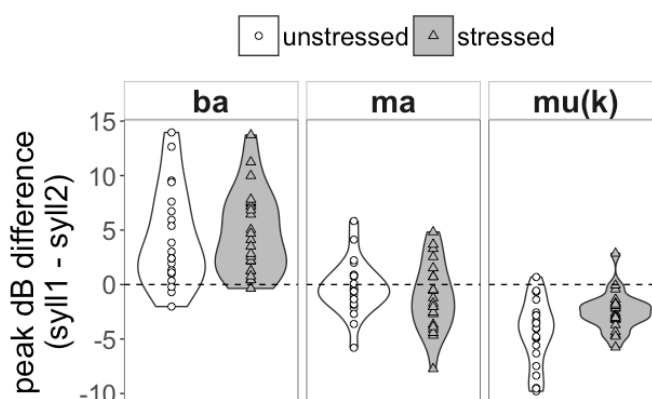 unstressed stressed
ba ma mu(k)
peak dB difference
(syll1 - syll2)
15
10
5
0
-5
-10